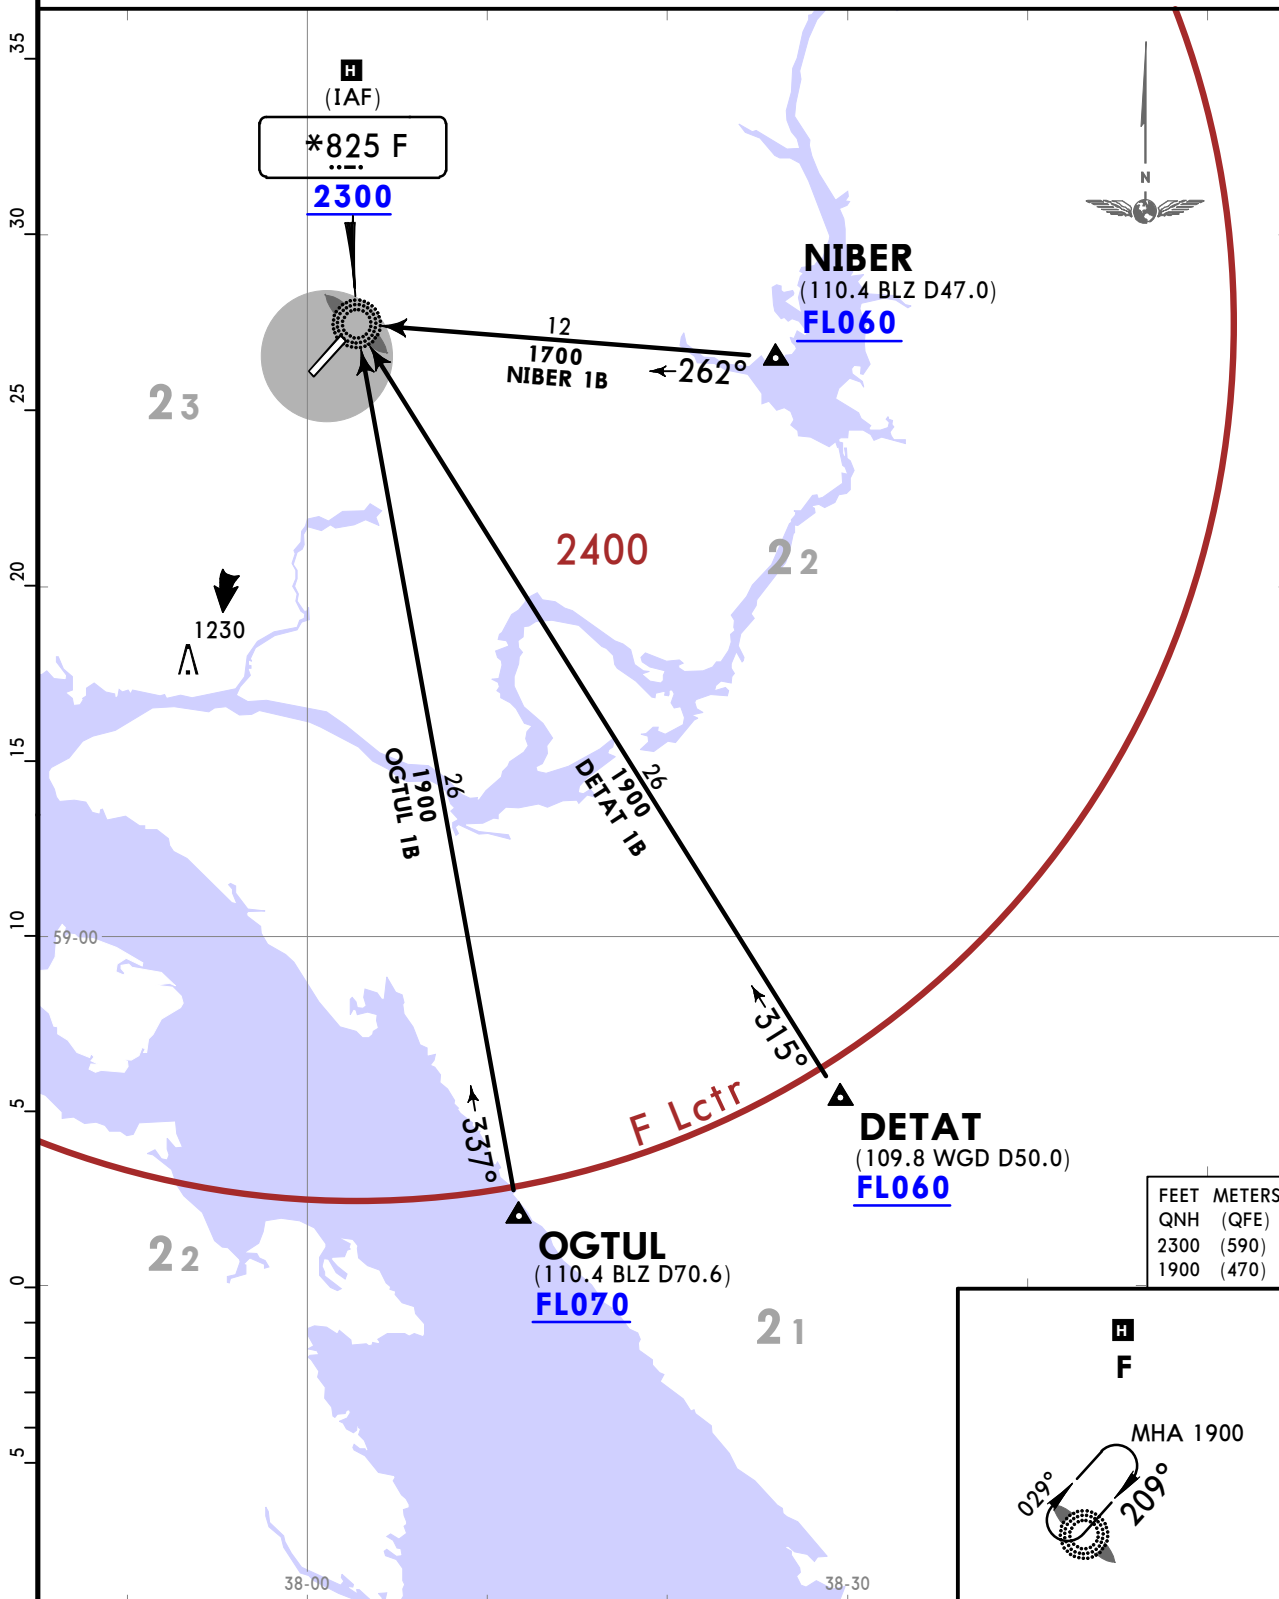 35
H
(IAF)
*825 F
2300
N
30
NIBER
(110.4 BLZ D47.0)
FL060
12
1700
NIBER 1B
262°
25
23
2400
22
20
1230
15
26
1900
OGTUL 1B
26
1900
DETAT 1B
10
59-00
315°
F Lctr
337°
5
DETAT
(109.8 WGD D50.0)
FL060
OGTUL
(110.4 BLZ D70.6)
FL070
22
21
0
FEET METERS
QNH (QFE)
2300 (590)
1900 (470)
H
F
MHA 1900
029°
209°
5
38-00
38-30